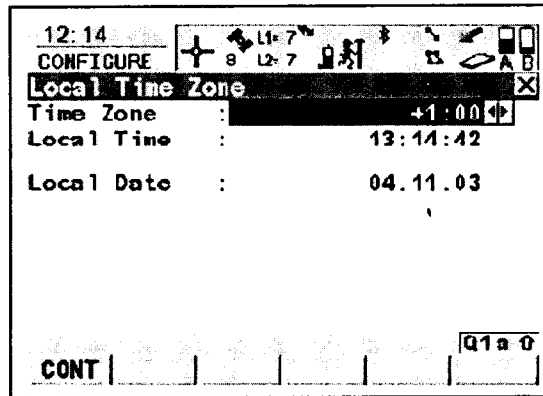 12:14
CONFIGURE
8 L1= 7
L2= 7
A B
Local Time Zone
Time Zone : +1:00
Local Time : 13:14:42
Local Date : 04.11.03
Q1a
CONT